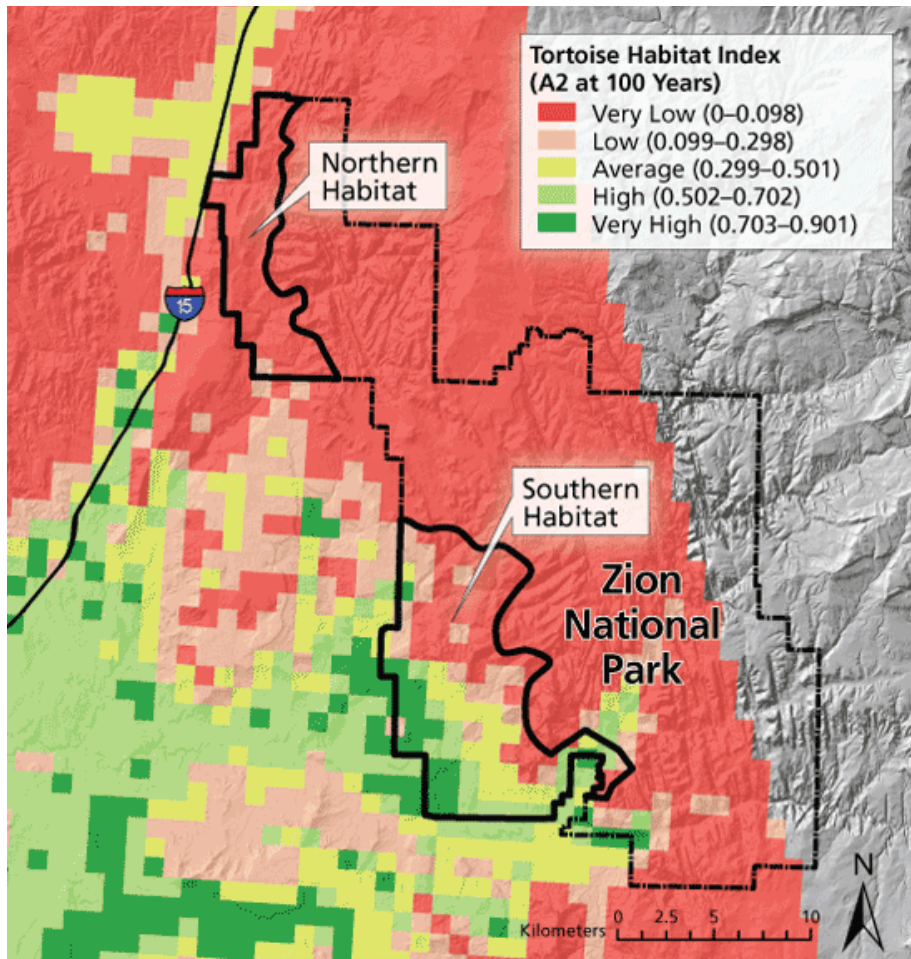 Tortoise Habitat Index
(A2 at 100 Years)
Very Low (0–0.098)
Low (0.099–0.298)
Average (0.299–0.501)
High (0.502–0.702)
Very High (0.703–0.901)
Northern
Habitat
15
Southern
Habitat
Zion
National
Park
N
0 2.5 5 10
Kilometers